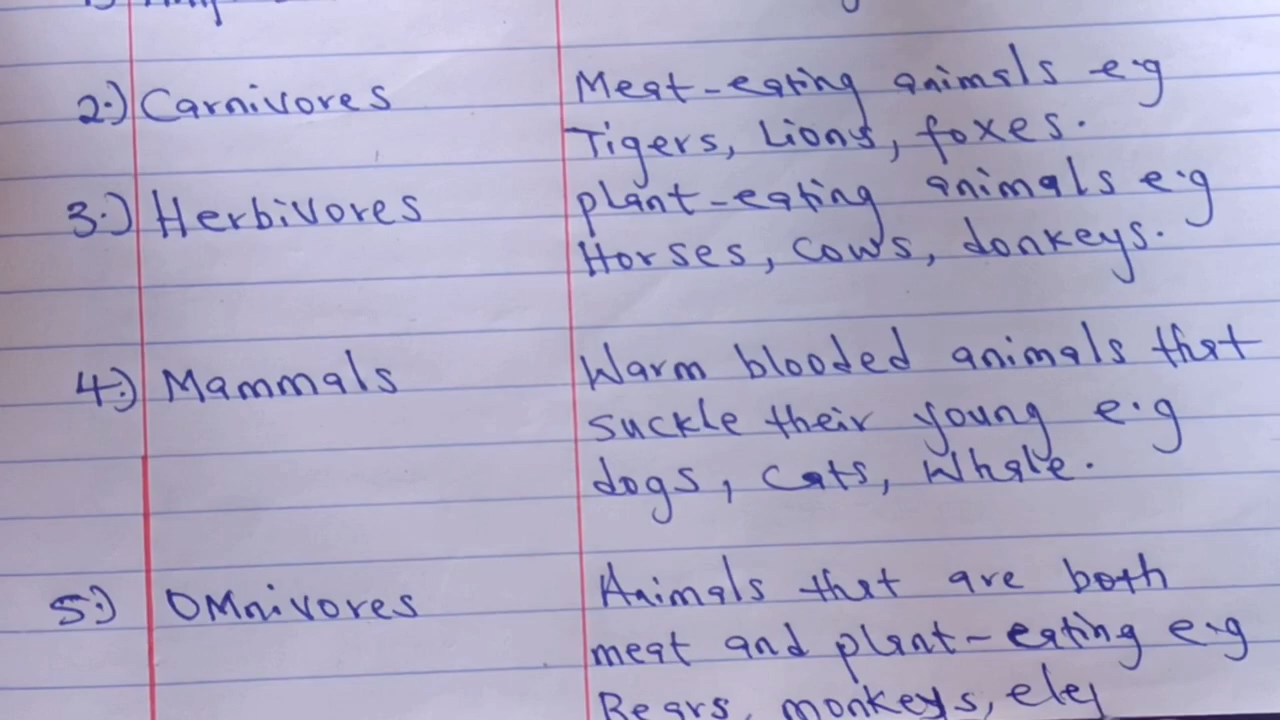 2.) Carnivores Meat-eating animals e.g
Tigers, Lions, foxes.
3.) Herbivores plant-eating animals e.g
Horses, cows, donkeys.
4.) Mammals Warm blooded animals that
suckle their young e.g
dogs, cats, Whale.
5.) Omnivores Animals that are both
meat and plant-eating e.g
Bears, monkeys,